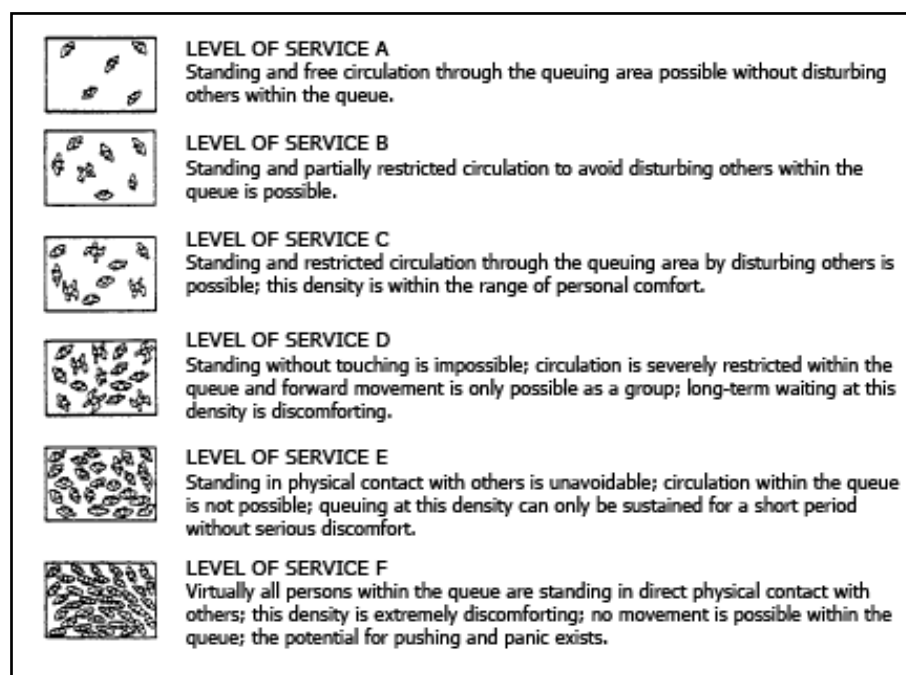 LEVEL OF SERVICE A
Standing and free circulation through the queuing area possible without disturbing
others within the queue.
LEVEL OF SERVICE B
Standing and partially restricted circulation to avoid disturbing others within the
queue is possible.
LEVEL OF SERVICE C
Standing and restricted circulation through the queuing area by disturbing others is
possible; this density is within the range of personal comfort.
LEVEL OF SERVICE D
Standing without touching is impossible; circulation is severely restricted within the
queue and forward movement is only possible as a group; long-term waiting at this
density is discomforting.
LEVEL OF SERVICE E
Standing in physical contact with others is unavoidable; circulation within the queue
is not possible; queuing at this density can only be sustained for a short period
without serious discomfort.
LEVEL OF SERVICE F
Virtually all persons within the queue are standing in direct physical contact with
others; this density is extremely discomforting; no movement is possible within the
queue; the potential for pushing and panic exists.